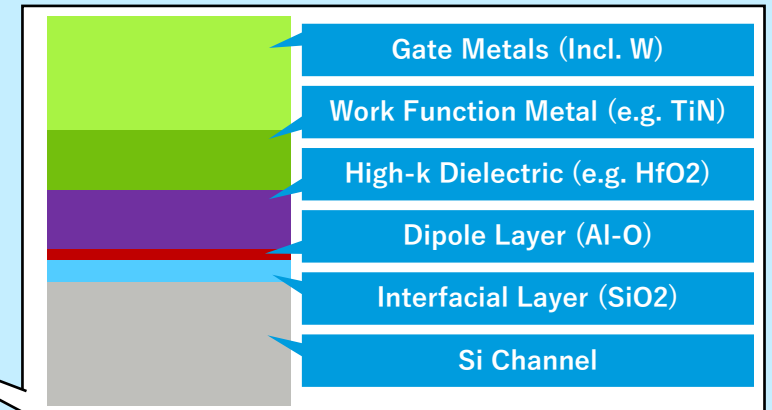 Gate Metals (Incl. W)
Work Function Metal (e.g. TiN)
High-k Dielectric (e.g. HfO2)
Dipole Layer (Al-O)
Interfacial Layer (SiO2)
Si Channel